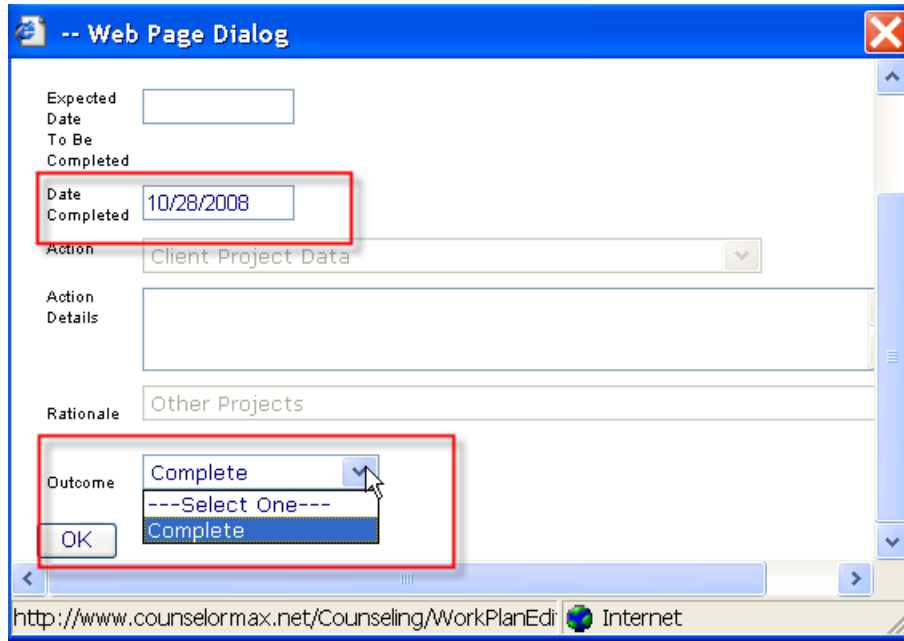 -- Web Page Dialog
Expected
Date
To Be
Completed
Date
Completed
10/28/2008
Action
Client Project Data
Action
Details
Rationale
Other Projects
Outcome
Complete
---Select One---
Complete
OK
http://www.counselormax.net/Counseling/WorkPlanEdi
Internet